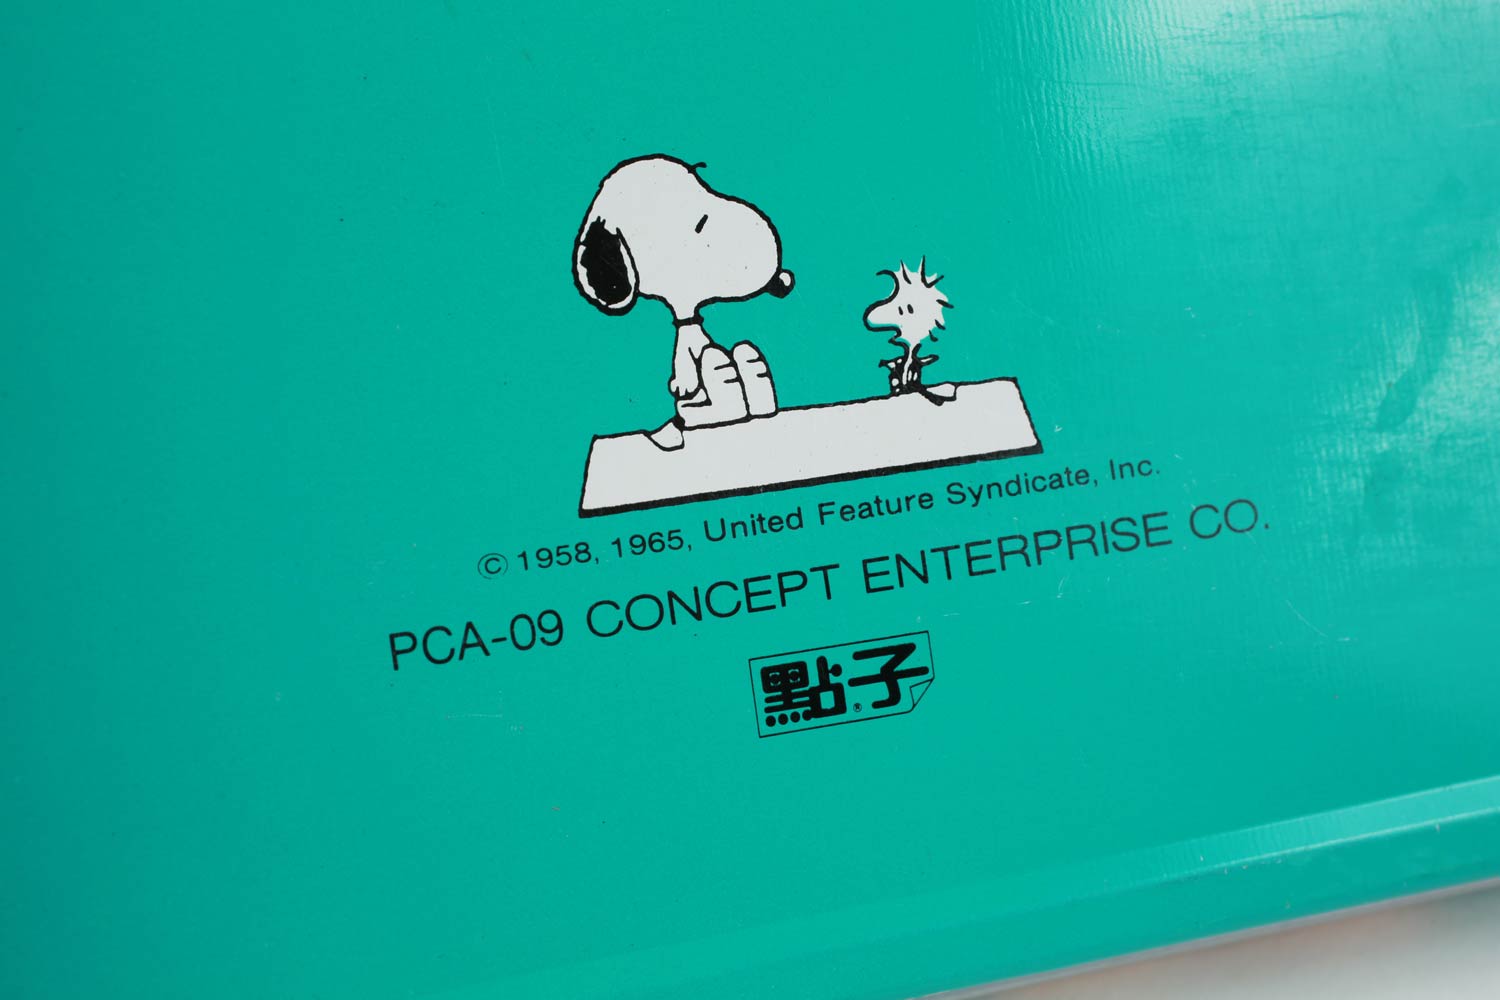 © 1958, 1965, United Feature Syndicate, Inc.
PCA-09 CONCEPT ENTERPRISE CO.
點子®